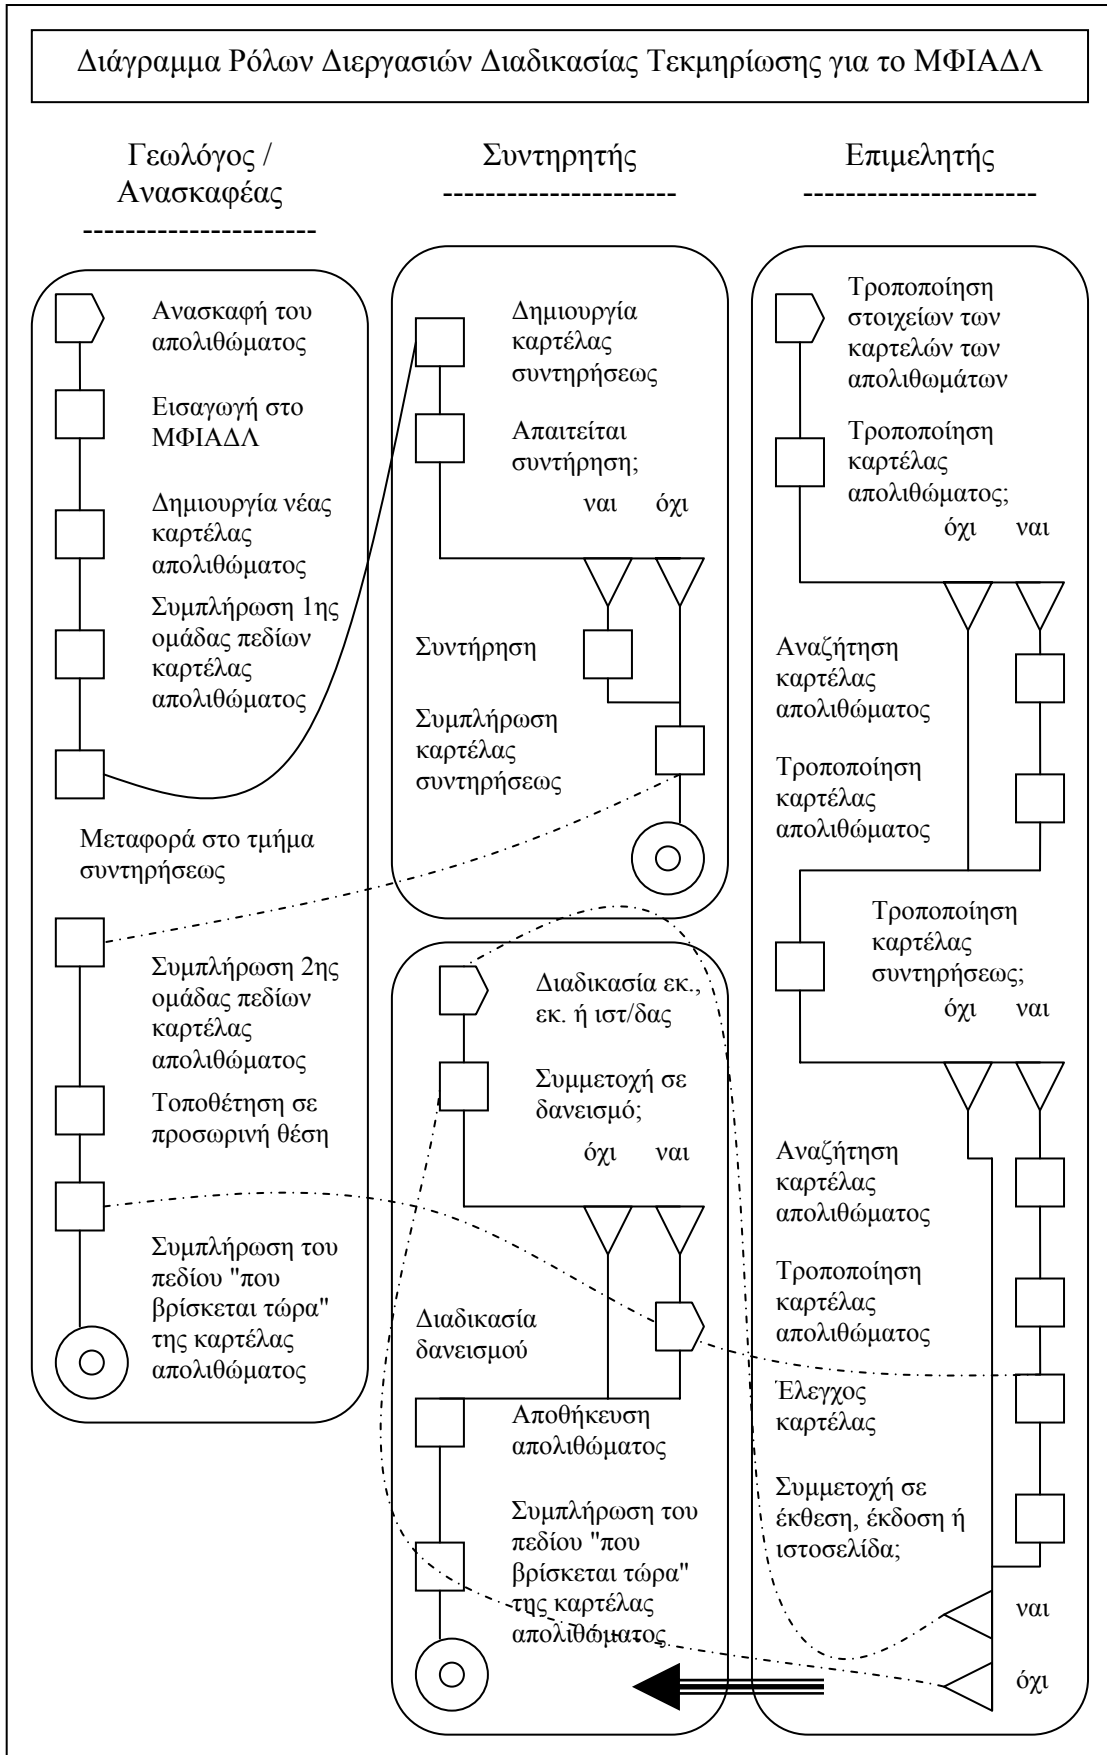 Διάγραμμα Ρόλων Διεργασιών Διαδικασίας Τεκμηρίωσης για το ΜΦΙΑΔΛ
Γεωλόγος /
Ανασκαφέας
----------------------
Ανασκαφή του
απολιθώματος
Εισαγωγή στο
ΜΦΙΑΔΛ
Δημιουργία νέας
καρτέλας
απολιθώματος
Συμπλήρωση 1ης
ομάδας πεδίων
καρτέλας
απολιθώματος
Μεταφορά στο τμήμα
συντηρήσεως
Συμπλήρωση 2ης
ομάδας πεδίων
καρτέλας
απολιθώματος
Τοποθέτηση σε
προσωρινή θέση
Συμπλήρωση του
πεδίου "που
βρίσκεται τώρα"
της καρτέλας
απολιθώματος
Συντηρητής
----------------------
Δημιουργία
καρτέλας
συντηρήσεως
Απαιτείται
συντήρηση;
ναι όχι
Συντήρηση
Συμπλήρωση
καρτέλας
συντηρήσεως
Διαδικασία εκ.,
εκ. ή ιστ/δας
Συμμετοχή σε
δανεισμό;
όχι ναι
Διαδικασία
δανεισμού
Αποθήκευση
απολιθώματος
Συμπλήρωση του
πεδίου "που
βρίσκεται τώρα"
της καρτέλας
απολιθώματος
Επιμελητής
----------------------
Τροποποίηση
στοιχείων των
καρτελών των
απολιθωμάτων
Τροποποίηση
καρτέλας
απολιθώματος;
όχι ναι
Αναζήτηση
καρτέλας
απολιθώματος
Τροποποίηση
καρτέλας
απολιθώματος
Τροποποίηση
καρτέλας
συντηρήσεως;
όχι ναι
Αναζήτηση
καρτέλας
απολιθώματος
Τροποποίηση
καρτέλας
απολιθώματος
Έλεγχος
καρτέλας
Συμμετοχή σε
έκθεση, έκδοση ή
ιστοσελίδα;
ναι
όχι